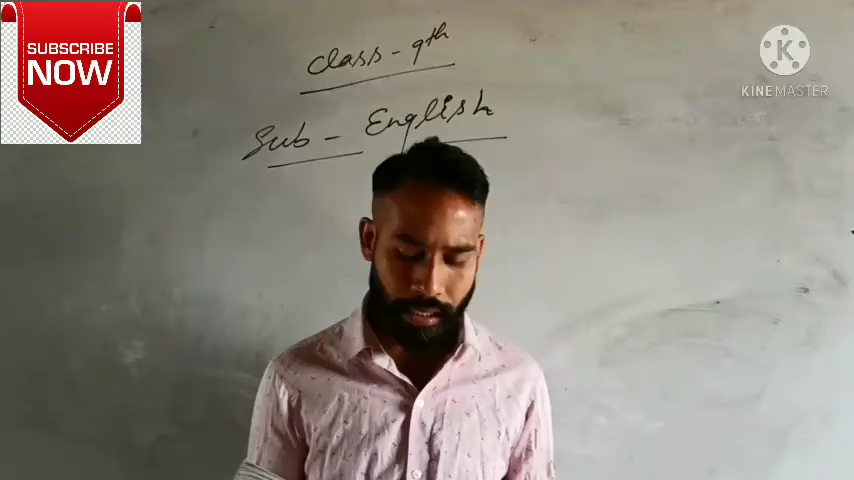 SUBSCRIBE
NOW
class - 9th
Sub - English
KINEMASTER